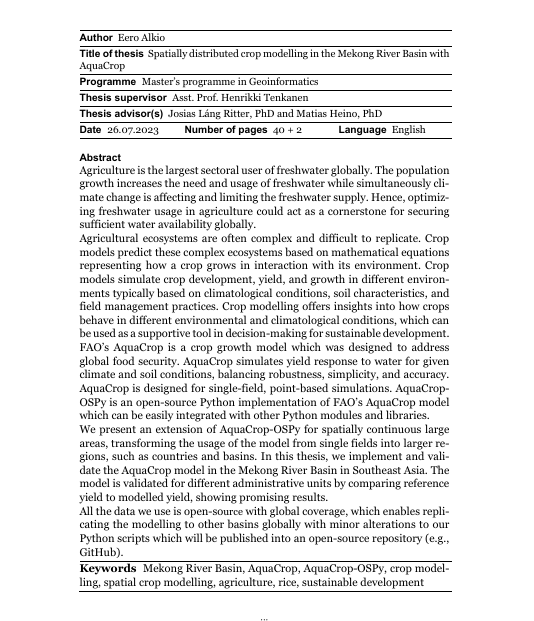 Author Eero Alkio
Title of thesis Spatially distributed crop modelling in the Mekong River Basin with
AquaCrop
Programme Master's programme in Geoinformatics
Thesis supervisor Asst. Prof. Henrikki Tenkanen
Thesis advisor(s) Josias Láng Ritter, PhD and Matias Heino, PhD
Date 26.07.2023 Number of pages 40 + 2 Language English
Abstract
Agriculture is the largest sectoral user of freshwater globally. The population
growth increases the need and usage of freshwater while simultaneously cli-
mate change is affecting and limiting the freshwater supply. Hence, optimiz-
ing freshwater usage in agriculture could act as a cornerstone for securing
sufficient water availability globally.
Agricultural ecosystems are often complex and difficult to replicate. Crop
models predict these complex ecosystems based on mathematical equations
representing how a crop grows in interaction with its environment. Crop
models simulate crop development, yield, and growth in different environ-
ments typically based on climatological conditions, soil characteristics, and
field management practices. Crop modelling offers insights into how crops
behave in different environmental and climatological conditions, which can
be used as a supportive tool in decision-making for sustainable development.
FAO's AquaCrop is a crop growth model which was designed to address
global food security. AquaCrop simulates yield response to water for given
climate and soil conditions, balancing robustness, simplicity, and accuracy.
AquaCrop is designed for single-field, point-based simulations. AquaCrop-
OSPy is an open-source Python implementation of FAO's AquaCrop model
which can be easily integrated with other Python modules and libraries.
We present an extension of AquaCrop-OSPy for spatially continuous large
areas, transforming the usage of the model from single fields into larger re-
gions, such as countries and basins. In this thesis, we implement and vali-
date the AquaCrop model in the Mekong River Basin in Southeast Asia. The
model is validated for different administrative units by comparing reference
yield to modelled yield, showing promising results.
All the data we use is open-source with global coverage, which enables repli-
cating the modelling to other basins globally with minor alterations to our
Python scripts which will be published into an open-source repository (e.g.,
GitHub).
Keywords Mekong River Basin, AquaCrop, AquaCrop-OSPy, crop model-
ling, spatial crop modelling, agriculture, rice, sustainable development
...